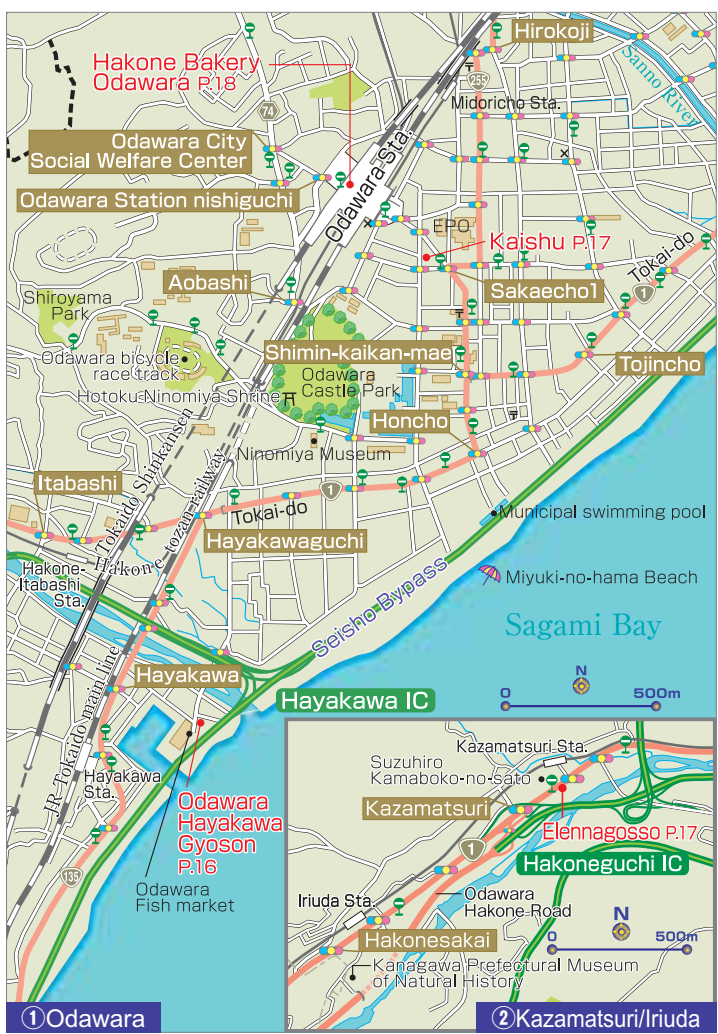 Hirokoji
Hakone Bakery
Odawara P.18
255
Sanno River
74
Midoricho Sta.
Odawara City
Social Welfare Center
Odawara Station nishiguchi
Odawara Sta.
EPO
Kaishu P.17
Tokai-do
1
Aobashi
Sakaecho1
Shiroyama
Park
Shimin-kaikan-mae
Tojincho
Odawara bicycle
race track
Odawara
Castle Park
Hotoku Ninomiya Shrine
Honcho
Ninomiya Museum
Itabashi
Tokaido Shinkansen
Hakone tozan railway
1
Tokai-do
Municipal swimming pool
Hayakawaguchi
Hakone-
Itabashi
Sta.
Seisho Bypass
Miyuki-no-hama Beach
Sagami Bay
Hayakawa
N
0 500m
Hayakawa IC
JR-Tokaido main line
Hayakawa
Sta.
Odawara
Hayakawa
Gyoson
P.16
135
Odawara
Fish market
Kazamatsuri Sta.
Suzuhiro
Kamaboko-no-sato
Kazamatsuri
Elennagosso P.17
1
Hakoneguchi IC
Iriuda Sta.
Odawara
Hakone Road
N
0 500m
Hakonesakai
Kanagawa Prefectural Museum
of Natural History
①Odawara
②Kazamatsuri/Iriuda